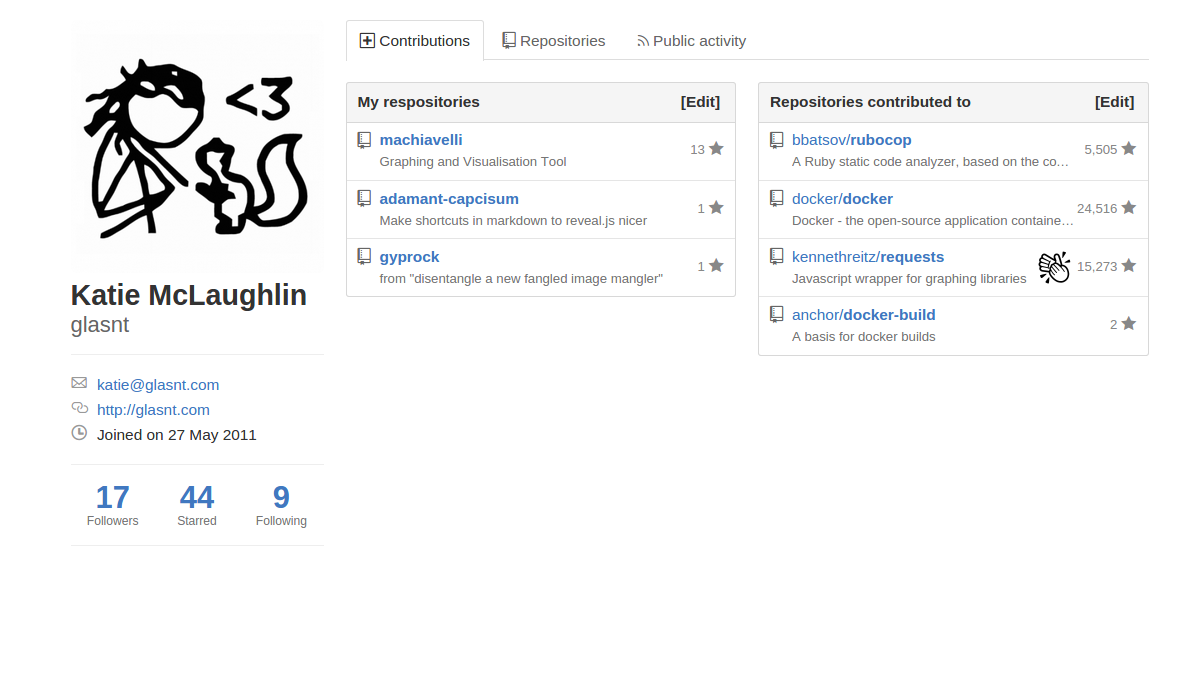 <3
Katie McLaughlin
glasnt
katie@glasnt.com
http://glasnt.com
Joined on 27 May 2011
17 44 9
Followers Starred Following
Contributions Repositories Public activity
My respositories [Edit]
machiavelli
Graphing and Visualisation Tool
13
adamant-capcisum
Make shortcuts in markdown to reveal.js nicer
1
gyprock
from "disentangle a new fangled image mangler"
1
Repositories contributed to [Edit]
bbatsov/rubocop
A Ruby static code analyzer, based on the co…
5,505
docker/docker
Docker - the open-source application containe…
24,516
kennethreitz/requests
Javascript wrapper for graphing libraries
15,273
anchor/docker-build
A basis for docker builds
2